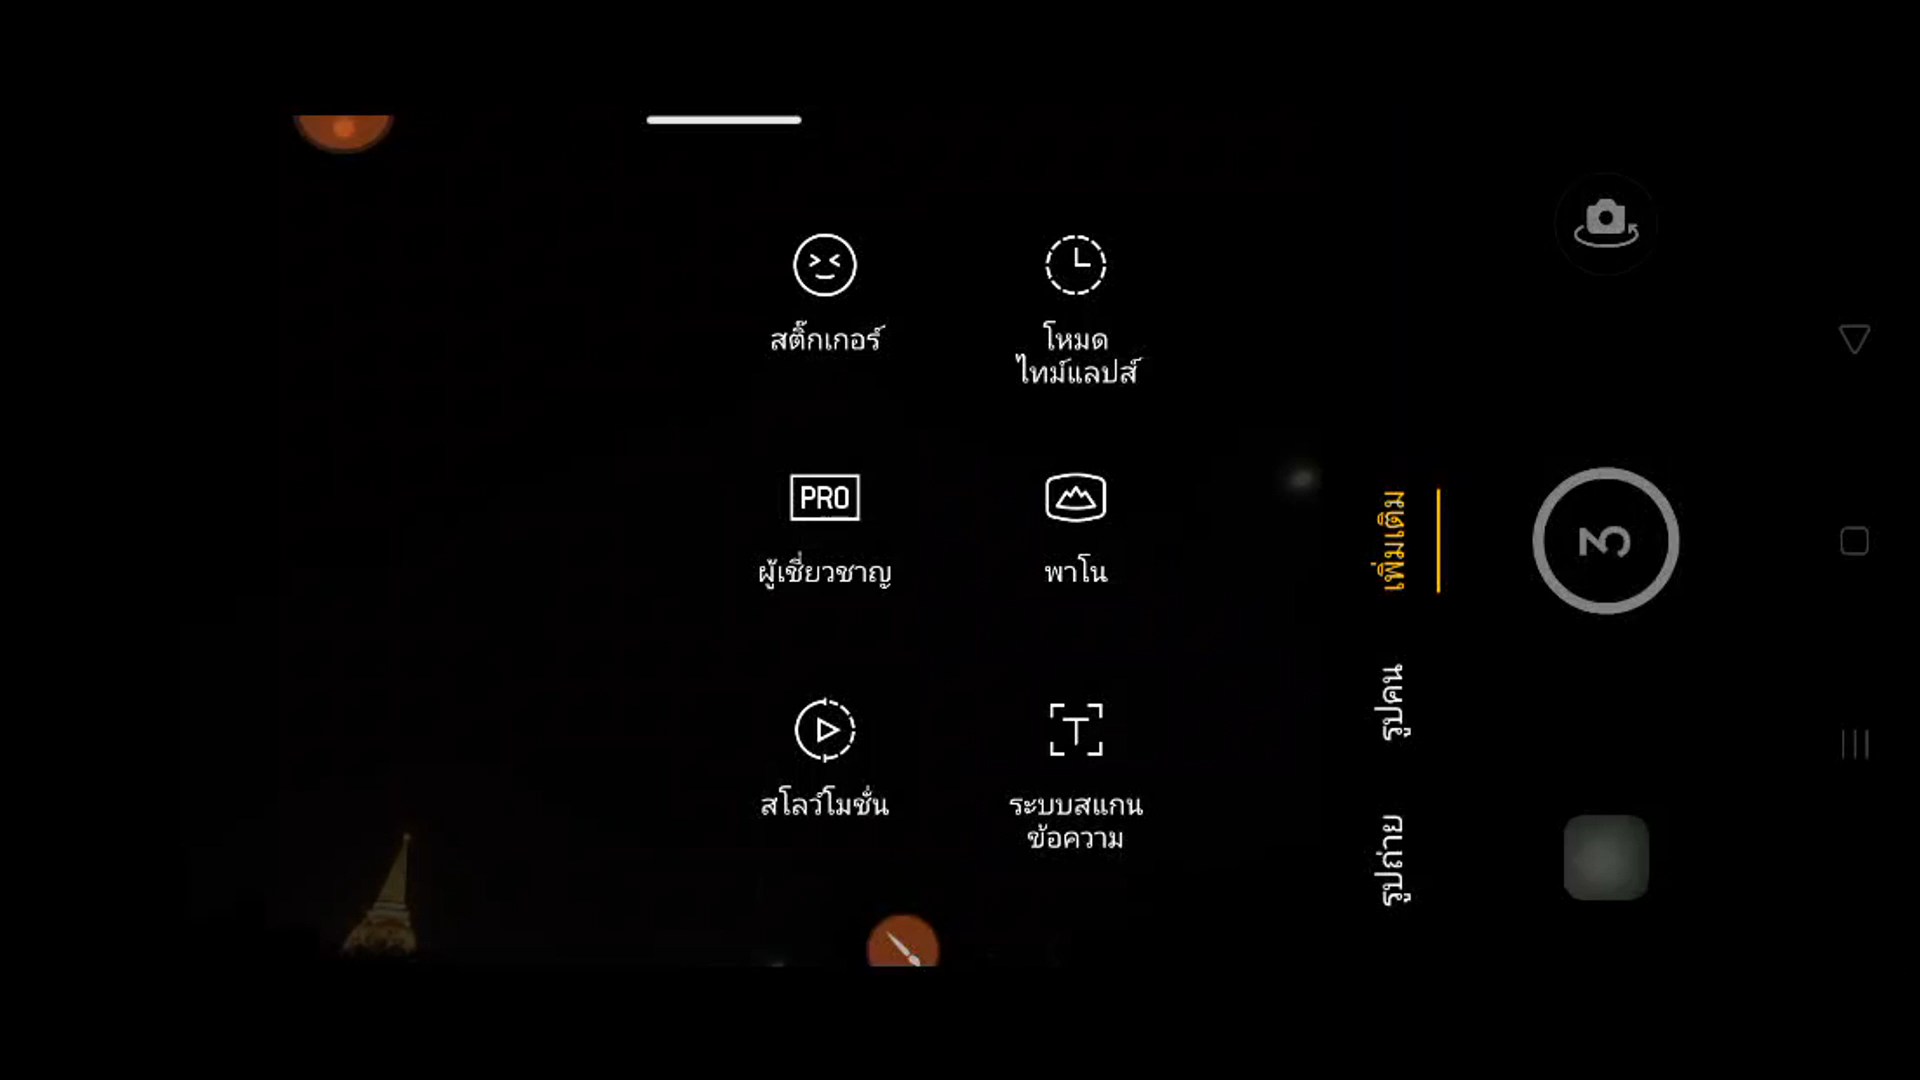 สติ๊กเกอร์
โหมด
ไทม์แลปส์
PRO
ผู้เชี่ยวชาญ
พาโน
สโลว์โมชั่น
T
ระบบสแกน
ข้อความ
เพิ่มเติม
รูปคน
รูปถ่าย
3